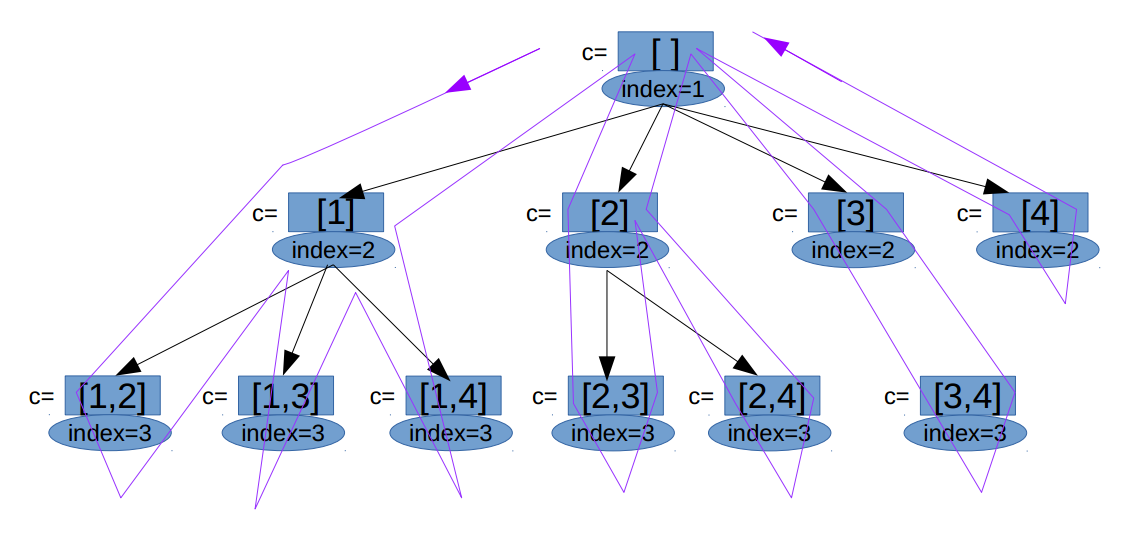 c= [ ]
index=1
c= [1] c= [2] c= [3] c= [4]
index=2 index=2 index=2 index=2
c= [1,2] c= [1,3] c= [1,4] c= [2,3] c= [2,4] c= [3,4]
index=3 index=3 index=3 index=3 index=3 index=3